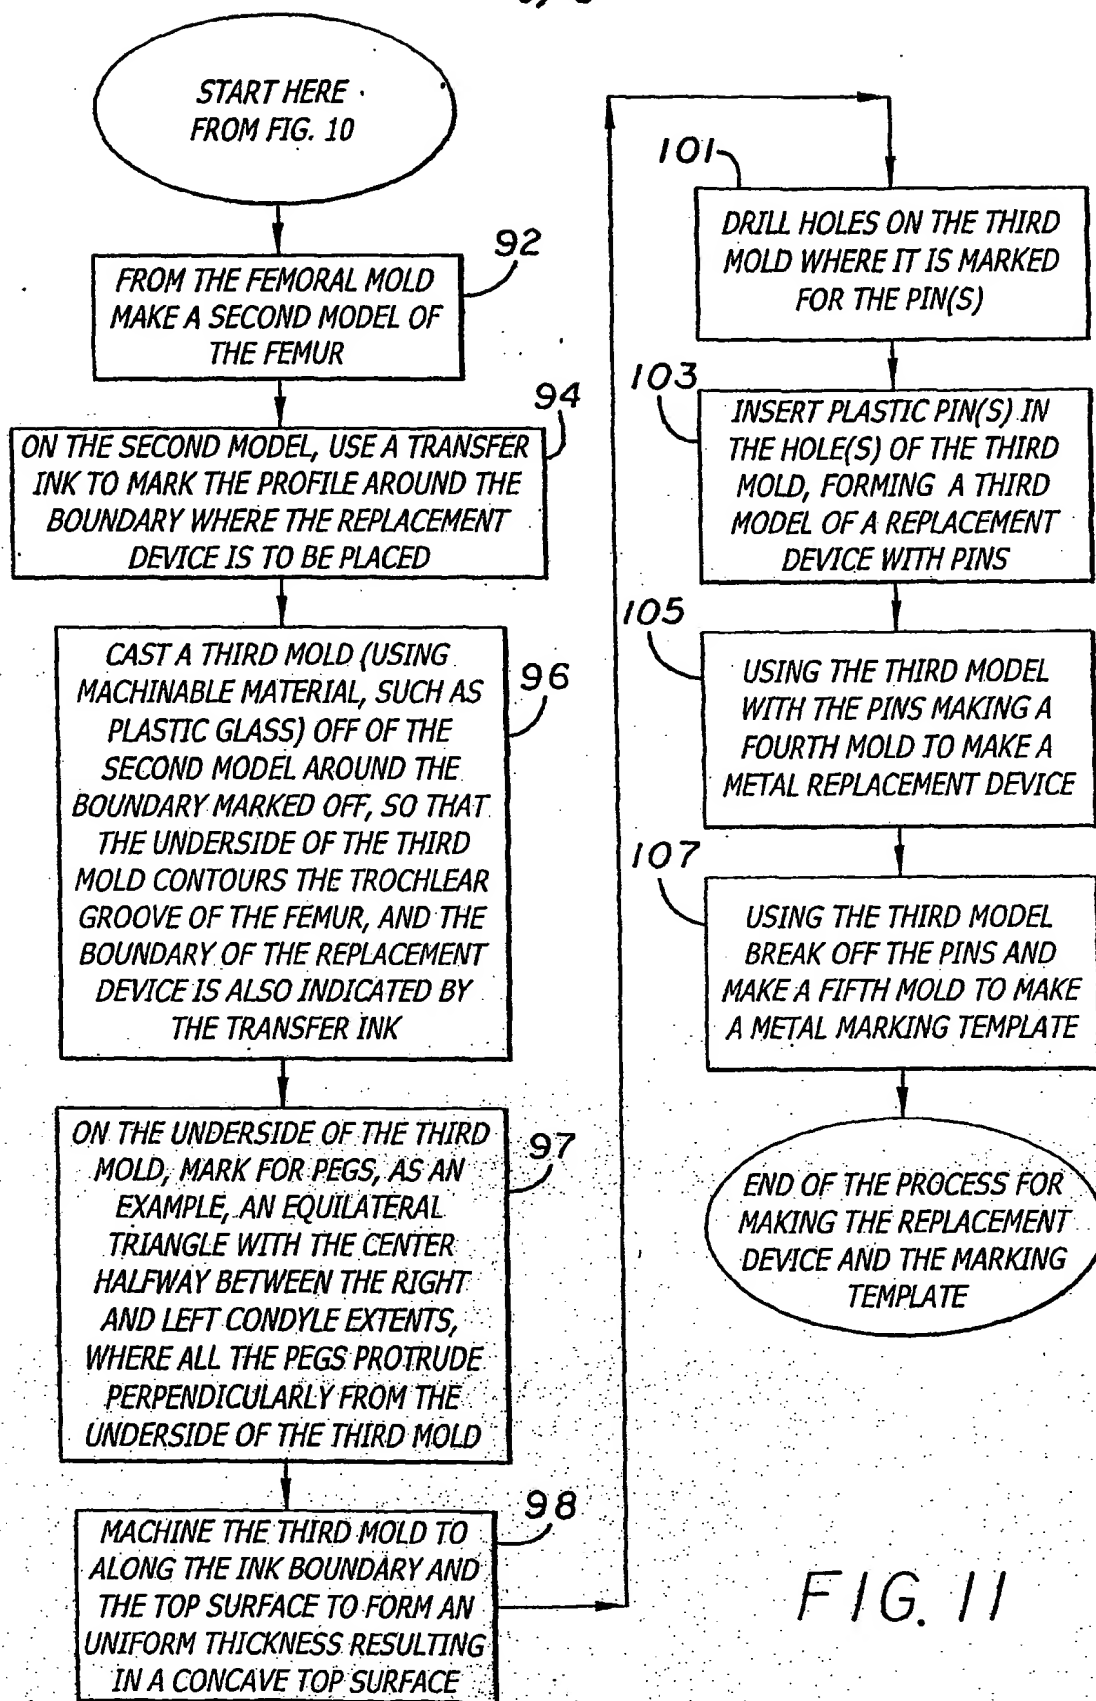 START HERE
FROM FIG. 10
92
FROM THE FEMORAL MOLD
MAKE A SECOND MODEL OF
THE FEMUR
94
ON THE SECOND MODEL, USE A TRANSFER
INK TO MARK THE PROFILE AROUND THE
BOUNDARY WHERE THE REPLACEMENT
DEVICE IS TO BE PLACED
96
CAST A THIRD MOLD (USING
MACHINABLE MATERIAL, SUCH AS
PLASTIC GLASS) OFF OF THE
SECOND MODEL AROUND THE
BOUNDARY MARKED OFF, SO THAT
THE UNDERSIDE OF THE THIRD
MOLD CONTOURS THE TROCHLEAR
GROOVE OF THE FEMUR, AND THE
BOUNDARY OF THE REPLACEMENT
DEVICE IS ALSO INDICATED BY
THE TRANSFER INK
97
ON THE UNDERSIDE OF THE THIRD
MOLD, MARK FOR PEGS, AS AN
EXAMPLE, AN EQUILATERAL
TRIANGLE WITH THE CENTER
HALFWAY BETWEEN THE RIGHT
AND LEFT CONDYLE EXTENTS,
WHERE ALL THE PEGS PROTRUDE
PERPENDICULARLY FROM THE
UNDERSIDE OF THE THIRD MOLD
98
MACHINE THE THIRD MOLD TO
ALONG THE INK BOUNDARY AND
THE TOP SURFACE TO FORM AN
UNIFORM THICKNESS RESULTING
IN A CONCAVE TOP SURFACE
101
DRILL HOLES ON THE THIRD
MOLD WHERE IT IS MARKED
FOR THE PIN(S)
103
INSERT PLASTIC PIN(S) IN
THE HOLE(S) OF THE THIRD
MOLD, FORMING A THIRD
MODEL OF A REPLACEMENT
DEVICE WITH PINS
105
USING THE THIRD MODEL
WITH THE PINS MAKING A
FOURTH MOLD TO MAKE A
METAL REPLACEMENT DEVICE
107
USING THE THIRD MODEL
BREAK OFF THE PINS AND
MAKE A FIFTH MOLD TO MAKE
A METAL MARKING TEMPLATE
END OF THE PROCESS FOR
MAKING THE REPLACEMENT
DEVICE AND THE MARKING
TEMPLATE
FIG. 11